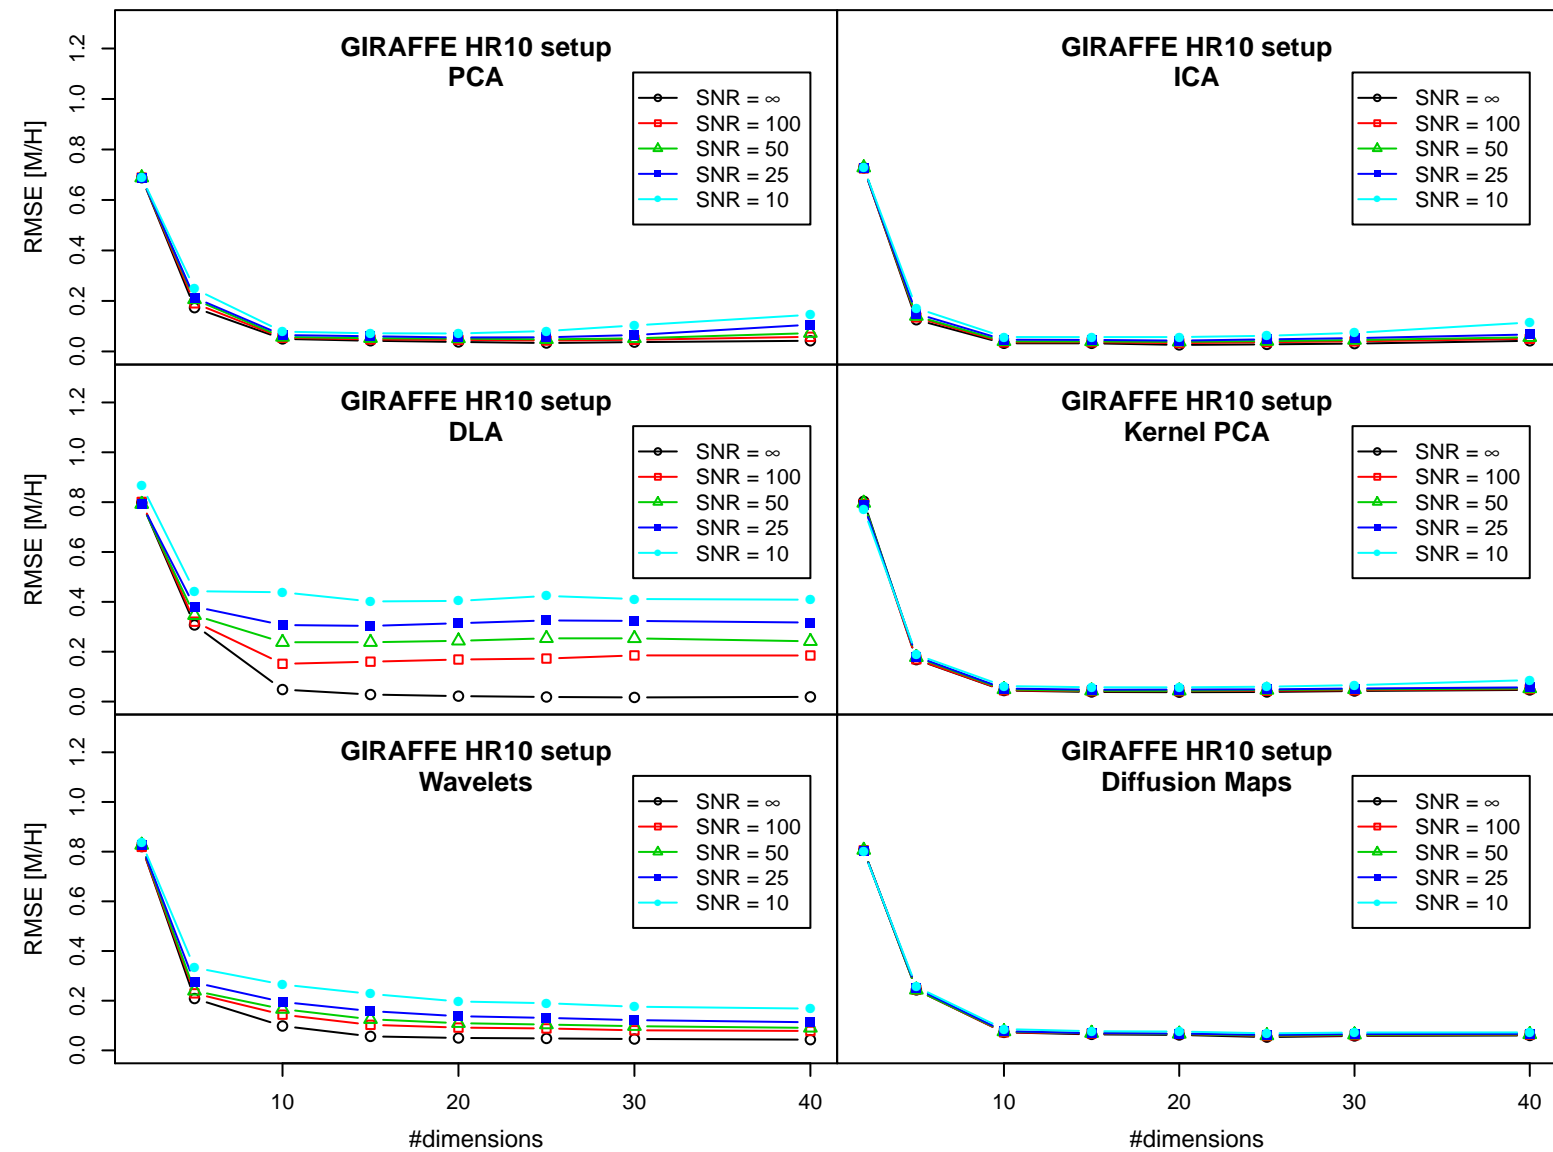 GIRAFFE HR10 setup
PCA
SNR = ∞
SNR = 100
SNR = 50
SNR = 25
SNR = 10
RMSE [M/H]
0.0 0.2 0.4 0.6 0.8 1.0 1.2
GIRAFFE HR10 setup
ICA
SNR = ∞
SNR = 100
SNR = 50
SNR = 25
SNR = 10
GIRAFFE HR10 setup
DLA
SNR = ∞
SNR = 100
SNR = 50
SNR = 25
SNR = 10
RMSE [M/H]
0.0 0.2 0.4 0.6 0.8 1.0 1.2
GIRAFFE HR10 setup
Kernel PCA
SNR = ∞
SNR = 100
SNR = 50
SNR = 25
SNR = 10
GIRAFFE HR10 setup
Wavelets
SNR = ∞
SNR = 100
SNR = 50
SNR = 25
SNR = 10
RMSE [M/H]
0.0 0.2 0.4 0.6 0.8 1.0 1.2
10 20 30 40
#dimensions
GIRAFFE HR10 setup
Diffusion Maps
SNR = ∞
SNR = 100
SNR = 50
SNR = 25
SNR = 10
10 20 30 40
#dimensions